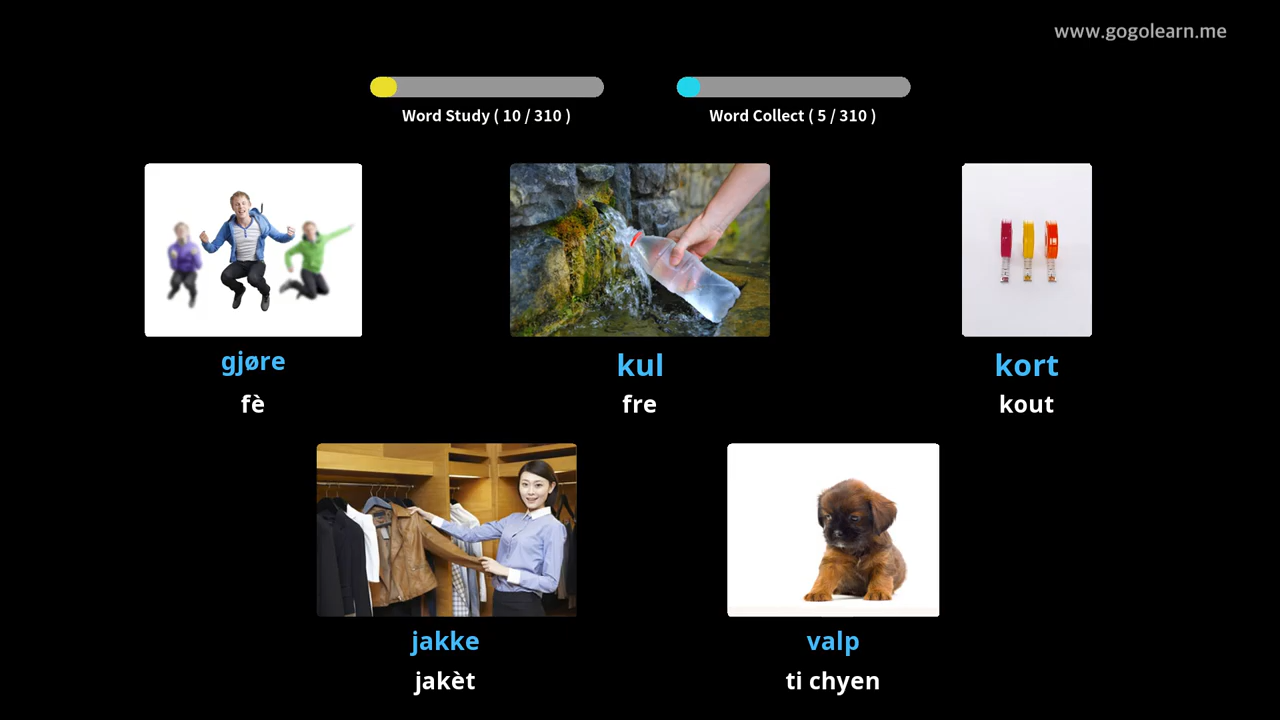 www.gogolearn.me
Word Study ( 10 / 310 )
Word Collect ( 5 / 310 )
gjøre
fè
kul
fre
kort
kout
jakke
jakèt
valp
ti chyen